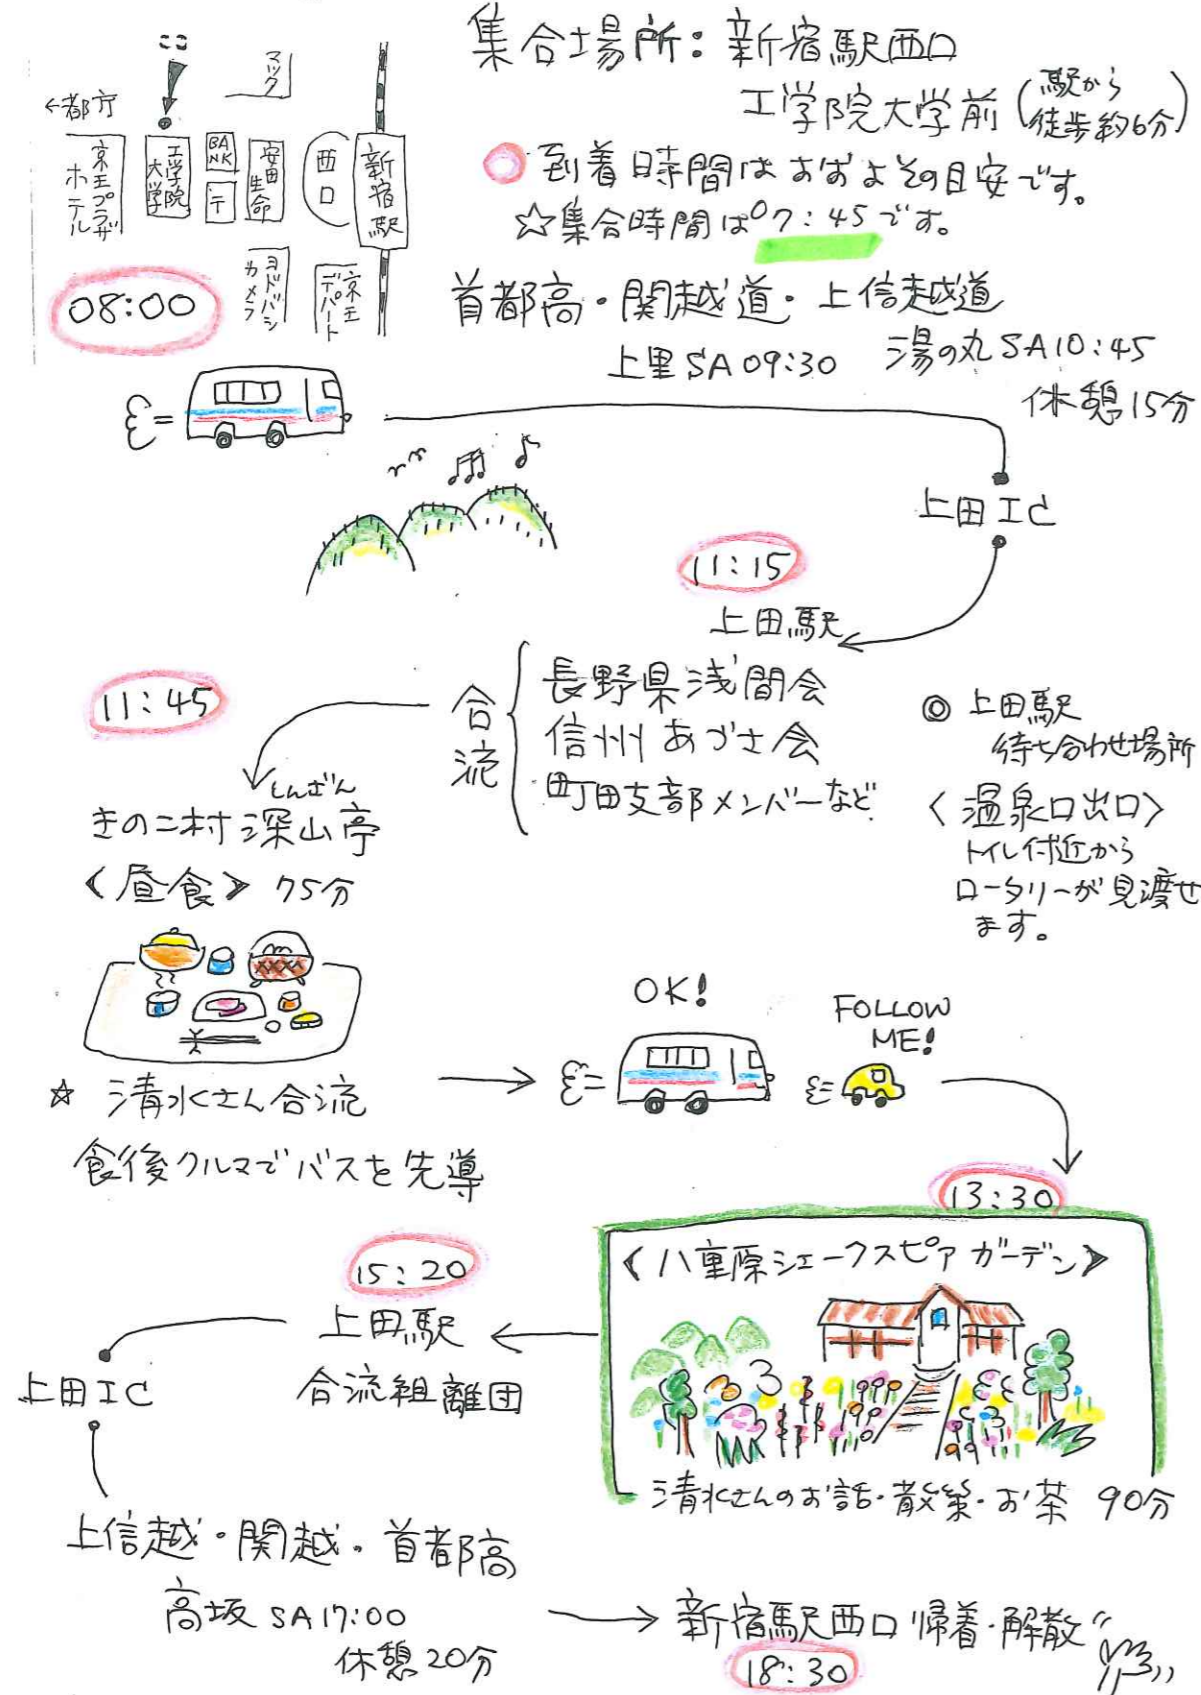 集合場所：新宿駅西口
工学院大学前（駅から
徒歩約6分）
到着時間はおおよその目安です。
☆集合時間は07:45です。
ここ
マック
←都庁
京王プラザ
ホテル
工学院
大学
BA
NK
〒
安田
生命
西口
新宿駅
ヨドバシ
カメラ
京王
デパート
08:00
首都高・関越道・上信越道
上里SA 09:30 湯の丸SA10:45
休憩15分
上田IC
11:15
上田駅
合流
長野県浅間会
信州あづさ会
町田支部メンバーなど
◎上田駅
待ち合わせ場所
〈温泉口出口〉
トイレ付近から
ロータリーが見渡せ
ます。
11:45
しんざん
きのこ村深山亭
《昼食》75分
☆ 清水さん合流
食後クルマでバスを先導
OK!
FOLLOW
ME!
13:30
《八重原シェークスピアガーデン》
清水さんのお話・散策・お茶 90分
15:20
上田駅
合流組離団
上田IC
上信越・関越・首都高
高坂SA17:00
休憩20分
新宿駅西口 帰着・解散
18:30